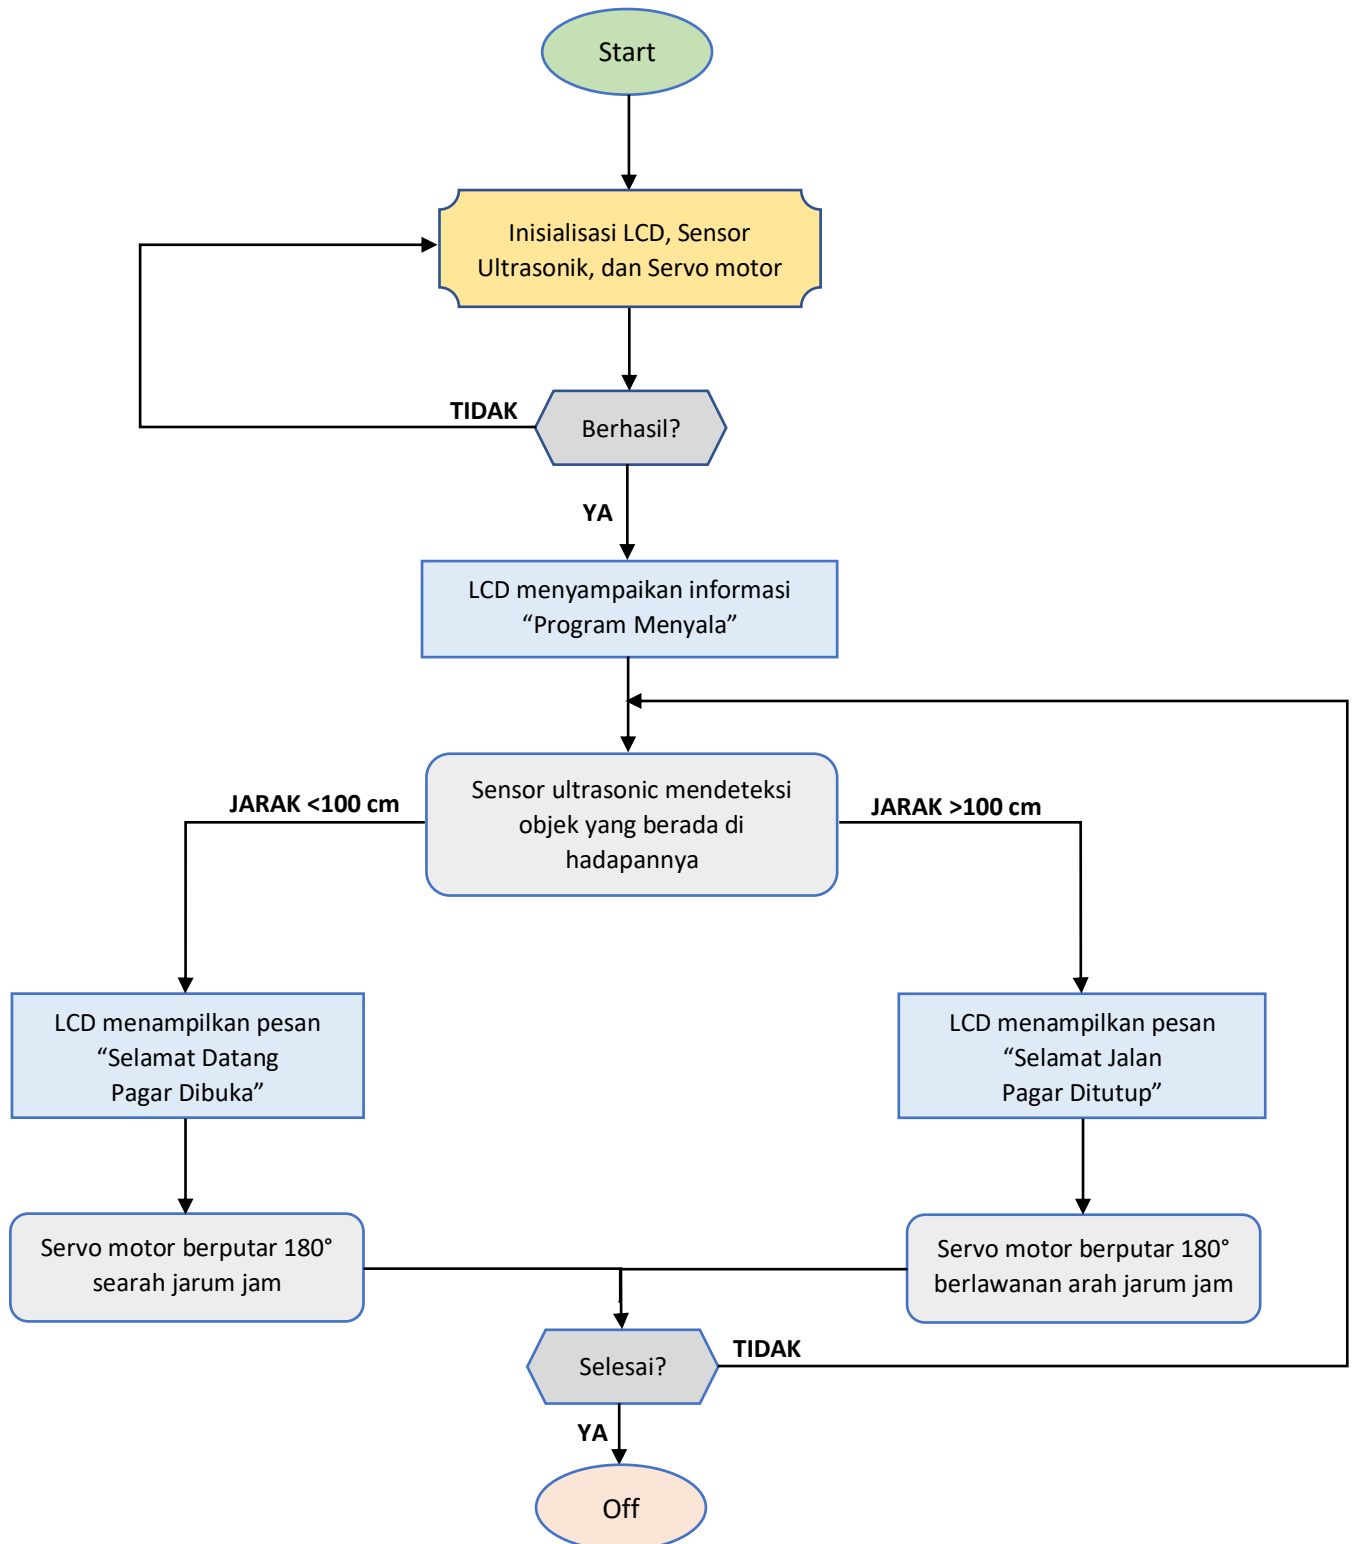 Start
Inisialisasi LCD, Sensor
Ultrasonik, dan Servo motor
TIDAK
Berhasil?
YA
LCD menyampaikan informasi
“Program Menyala”
JARAK <100 cm
Sensor ultrasonic mendeteksi
objek yang berada di
hadapannya
JARAK >100 cm
LCD menampilkan pesan
“Selamat Datang
Pagar Dibuka”
LCD menampilkan pesan
“Selamat Jalan
Pagar Ditutup”
Servo motor berputar 180°
searah jarum jam
Servo motor berputar 180°
berlawanan arah jarum jam
Selesai?
TIDAK
YA
Off